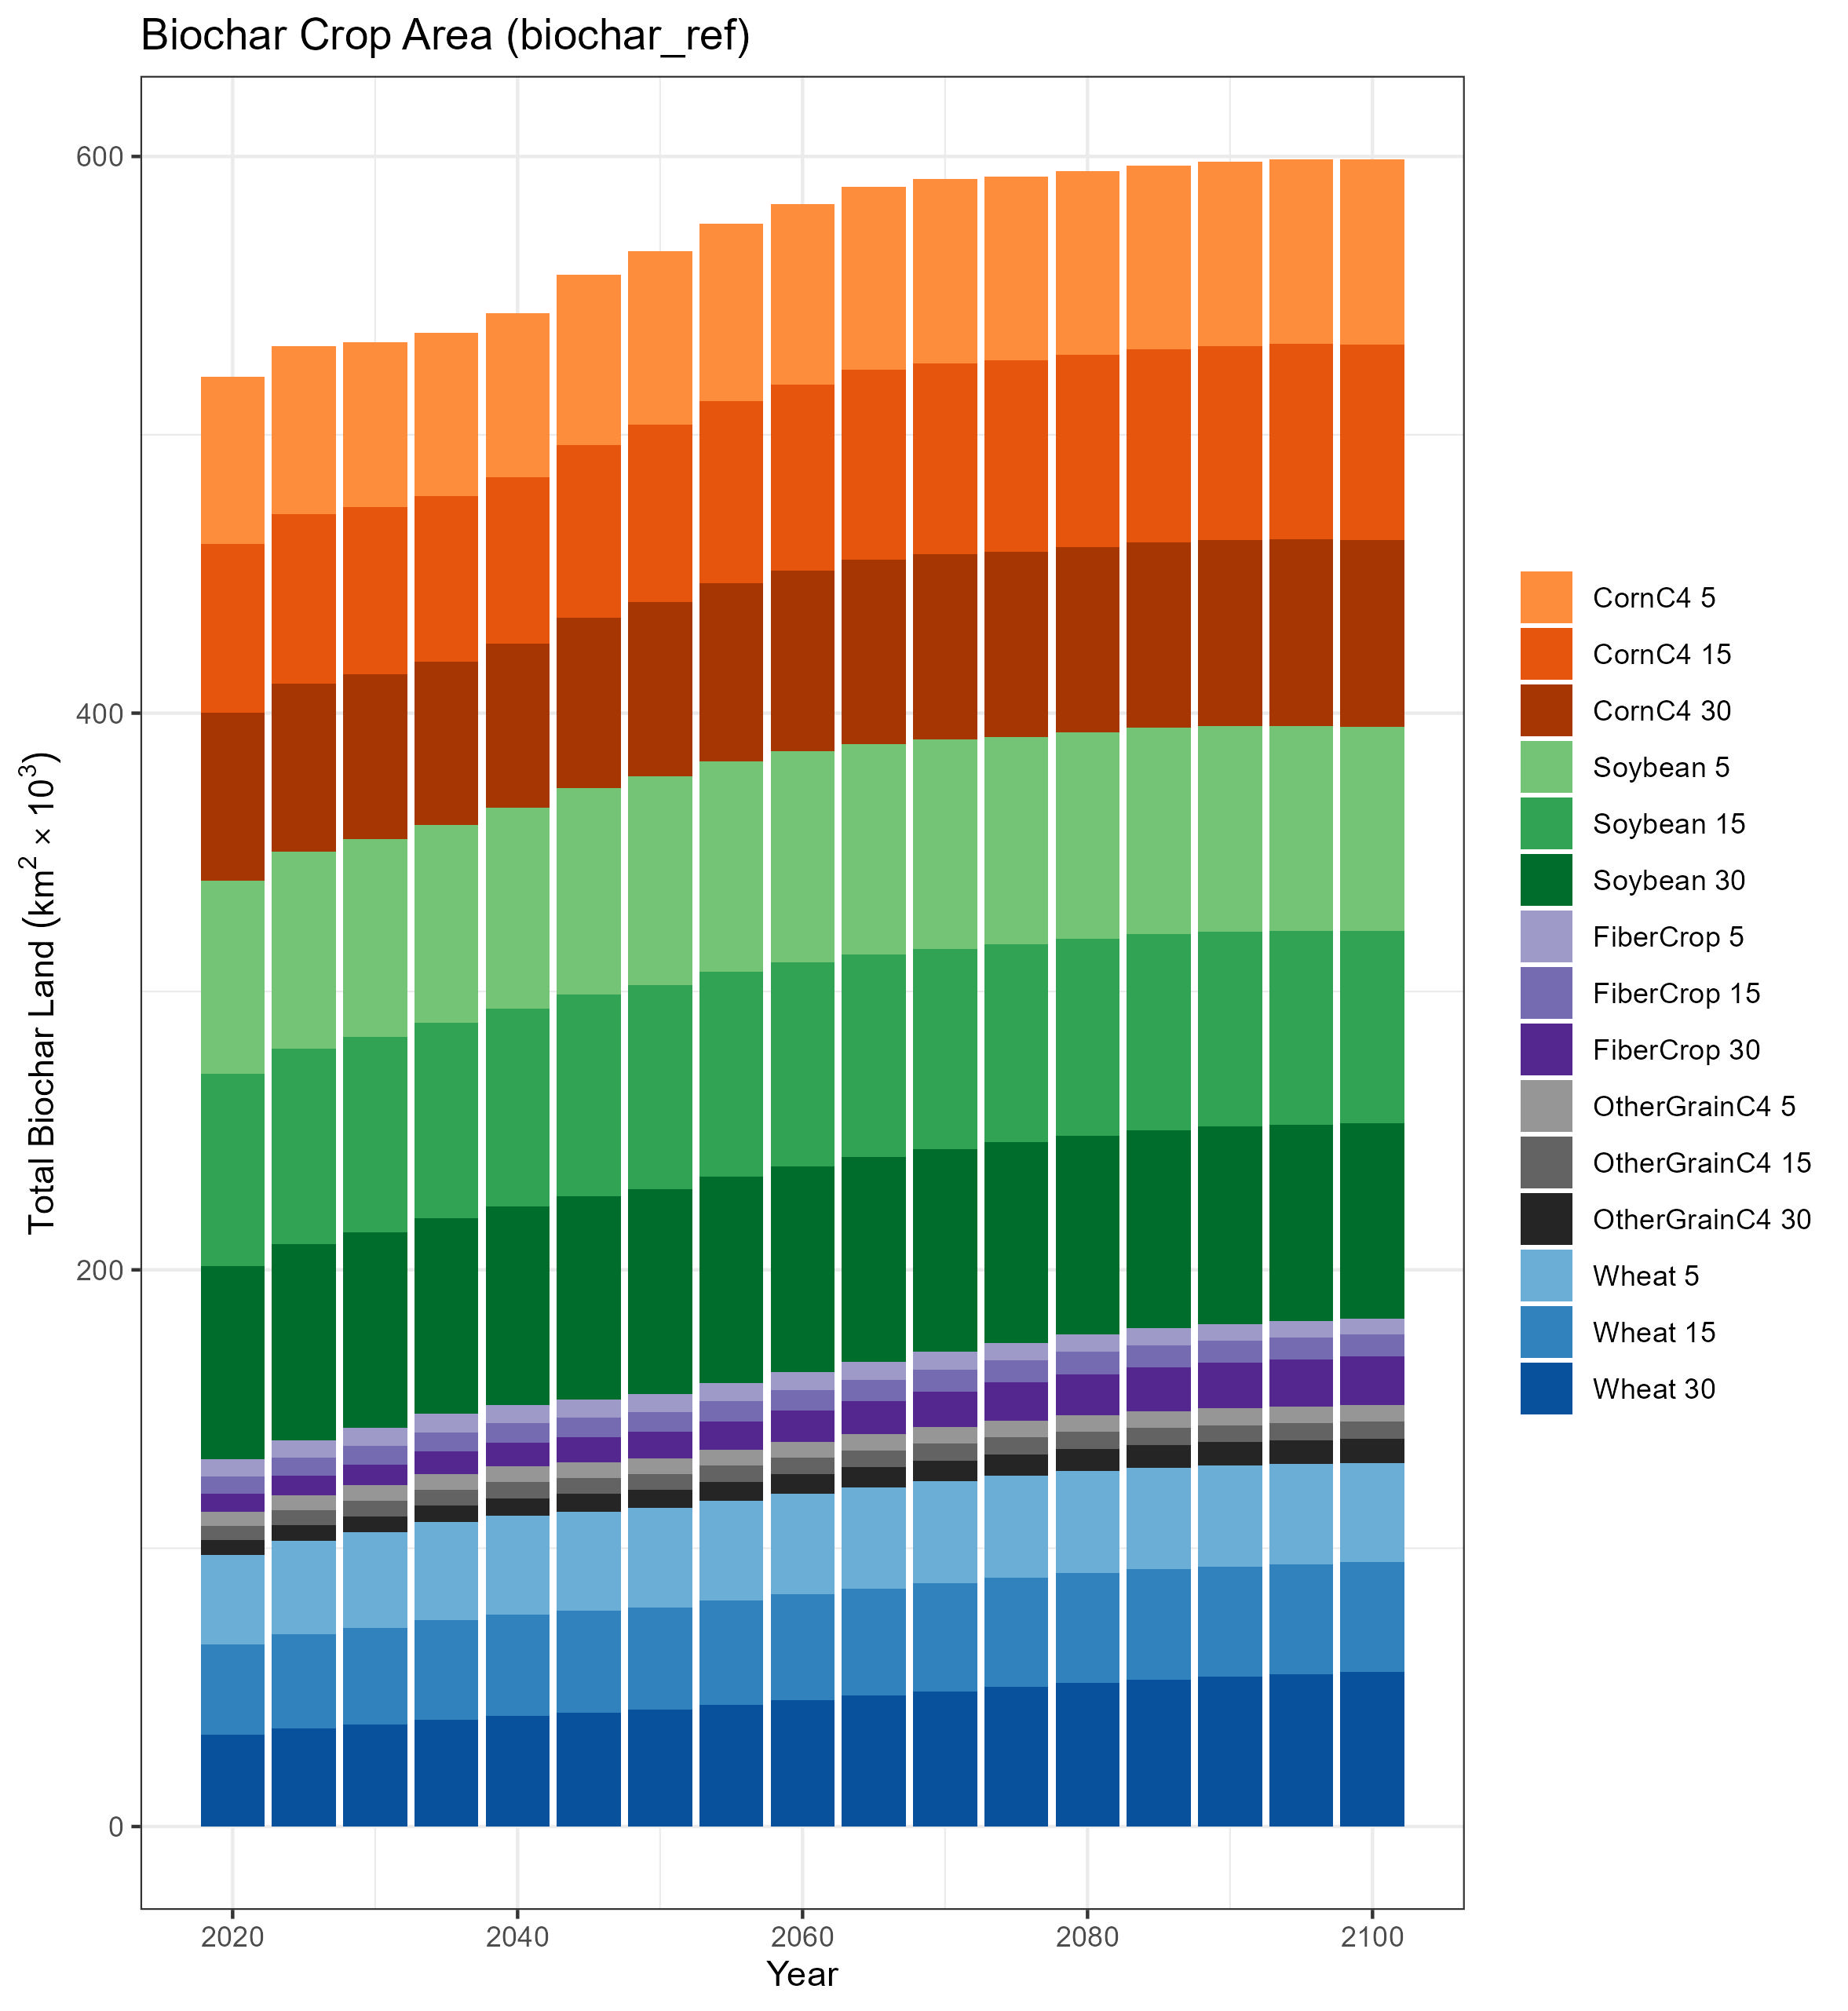 Biochar Crop Area (biochar_ref)
Total Biochar Land (km² × 10³)
600
400
200
0
2020 2040 2060 2080 2100
Year
CornC4 5
CornC4 15
CornC4 30
Soybean 5
Soybean 15
Soybean 30
FiberCrop 5
FiberCrop 15
FiberCrop 30
OtherGrainC4 5
OtherGrainC4 15
OtherGrainC4 30
Wheat 5
Wheat 15
Wheat 30